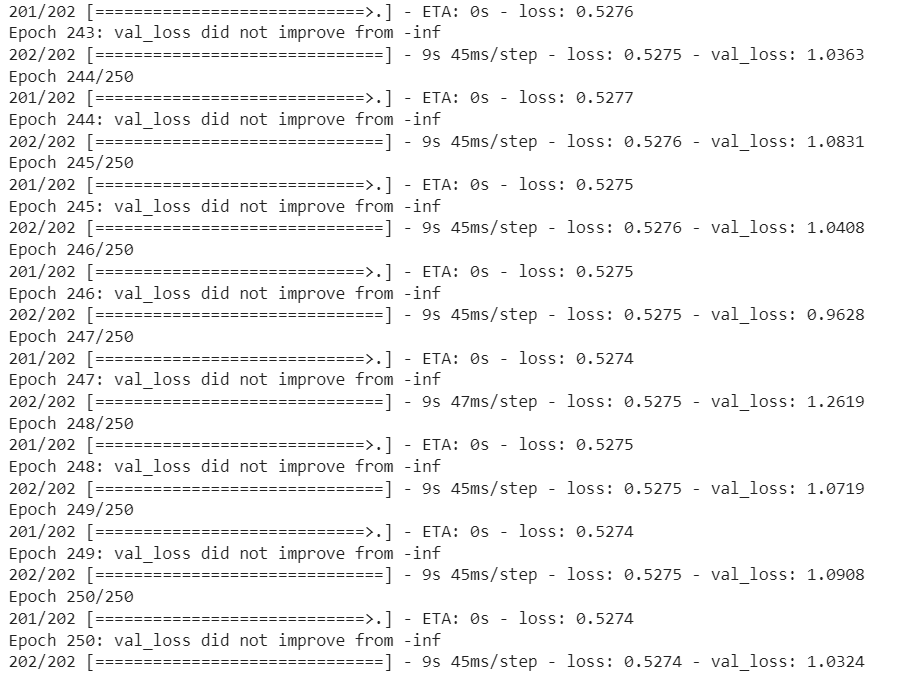 201/202 [============================>.] - ETA: 0s - loss: 0.5276
Epoch 243: val_loss did not improve from -inf
202/202 [==============================] - 9s 45ms/step - loss: 0.5275 - val_loss: 1.0363
Epoch 244/250
201/202 [============================>.] - ETA: 0s - loss: 0.5277
Epoch 244: val_loss did not improve from -inf
202/202 [==============================] - 9s 45ms/step - loss: 0.5276 - val_loss: 1.0831
Epoch 245/250
201/202 [============================>.] - ETA: 0s - loss: 0.5275
Epoch 245: val_loss did not improve from -inf
202/202 [==============================] - 9s 45ms/step - loss: 0.5276 - val_loss: 1.0408
Epoch 246/250
201/202 [============================>.] - ETA: 0s - loss: 0.5275
Epoch 246: val_loss did not improve from -inf
202/202 [==============================] - 9s 45ms/step - loss: 0.5275 - val_loss: 0.9628
Epoch 247/250
201/202 [============================>.] - ETA: 0s - loss: 0.5274
Epoch 247: val_loss did not improve from -inf
202/202 [==============================] - 9s 47ms/step - loss: 0.5275 - val_loss: 1.2619
Epoch 248/250
201/202 [============================>.] - ETA: 0s - loss: 0.5275
Epoch 248: val_loss did not improve from -inf
202/202 [==============================] - 9s 45ms/step - loss: 0.5275 - val_loss: 1.0719
Epoch 249/250
201/202 [============================>.] - ETA: 0s - loss: 0.5274
Epoch 249: val_loss did not improve from -inf
202/202 [==============================] - 9s 45ms/step - loss: 0.5275 - val_loss: 1.0908
Epoch 250/250
201/202 [============================>.] - ETA: 0s - loss: 0.5274
Epoch 250: val_loss did not improve from -inf
202/202 [==============================] - 9s 45ms/step - loss: 0.5274 - val_loss: 1.0324